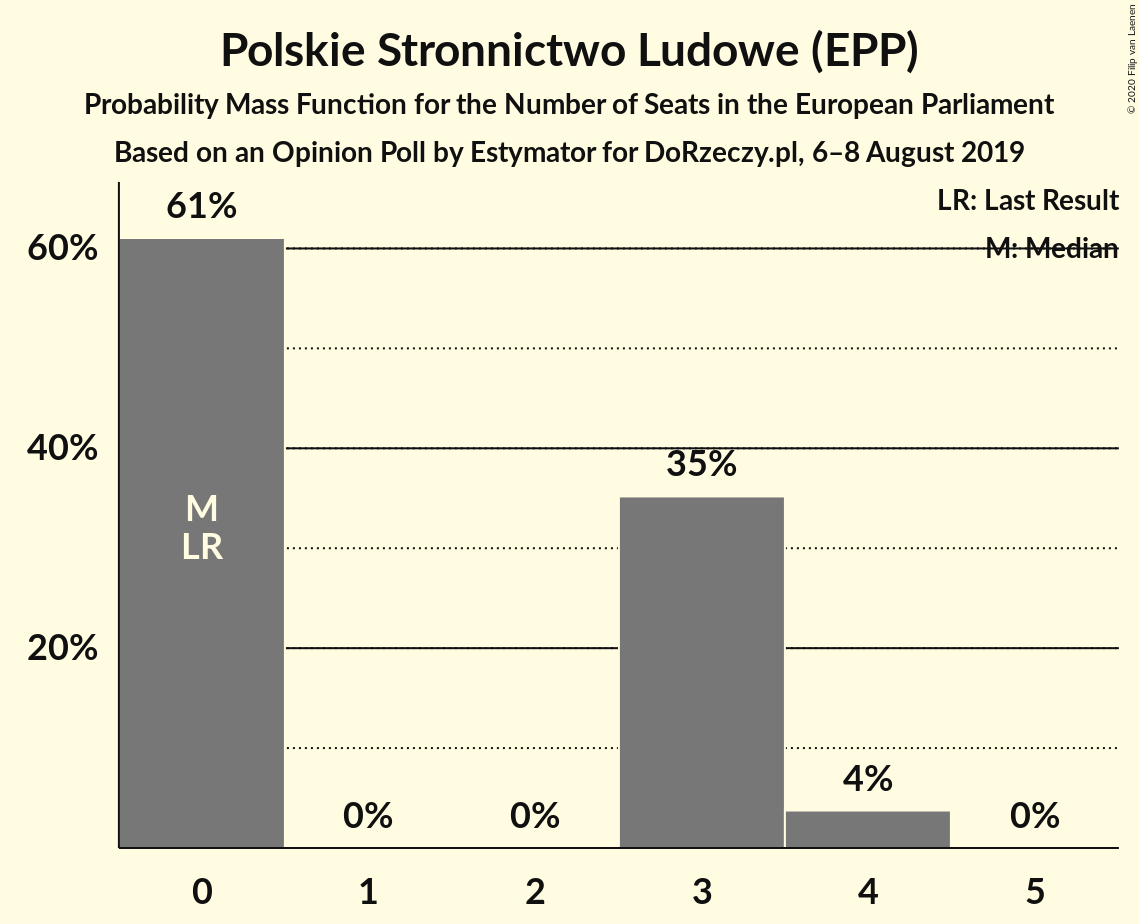 Polskie Stronnictwo Ludowe (EPP)
Probability Mass Function for the Number of Seats in the European Parliament
Based on an Opinion Poll by Estymator for DoRzeczy.pl, 6–8 August 2019
© 2020 Filip van Laenen
LR: Last Result
M: Median
61%
60%
40%
35%
M
LR
20%
4%
0%
0%
0%
0
1
2
3
4
5